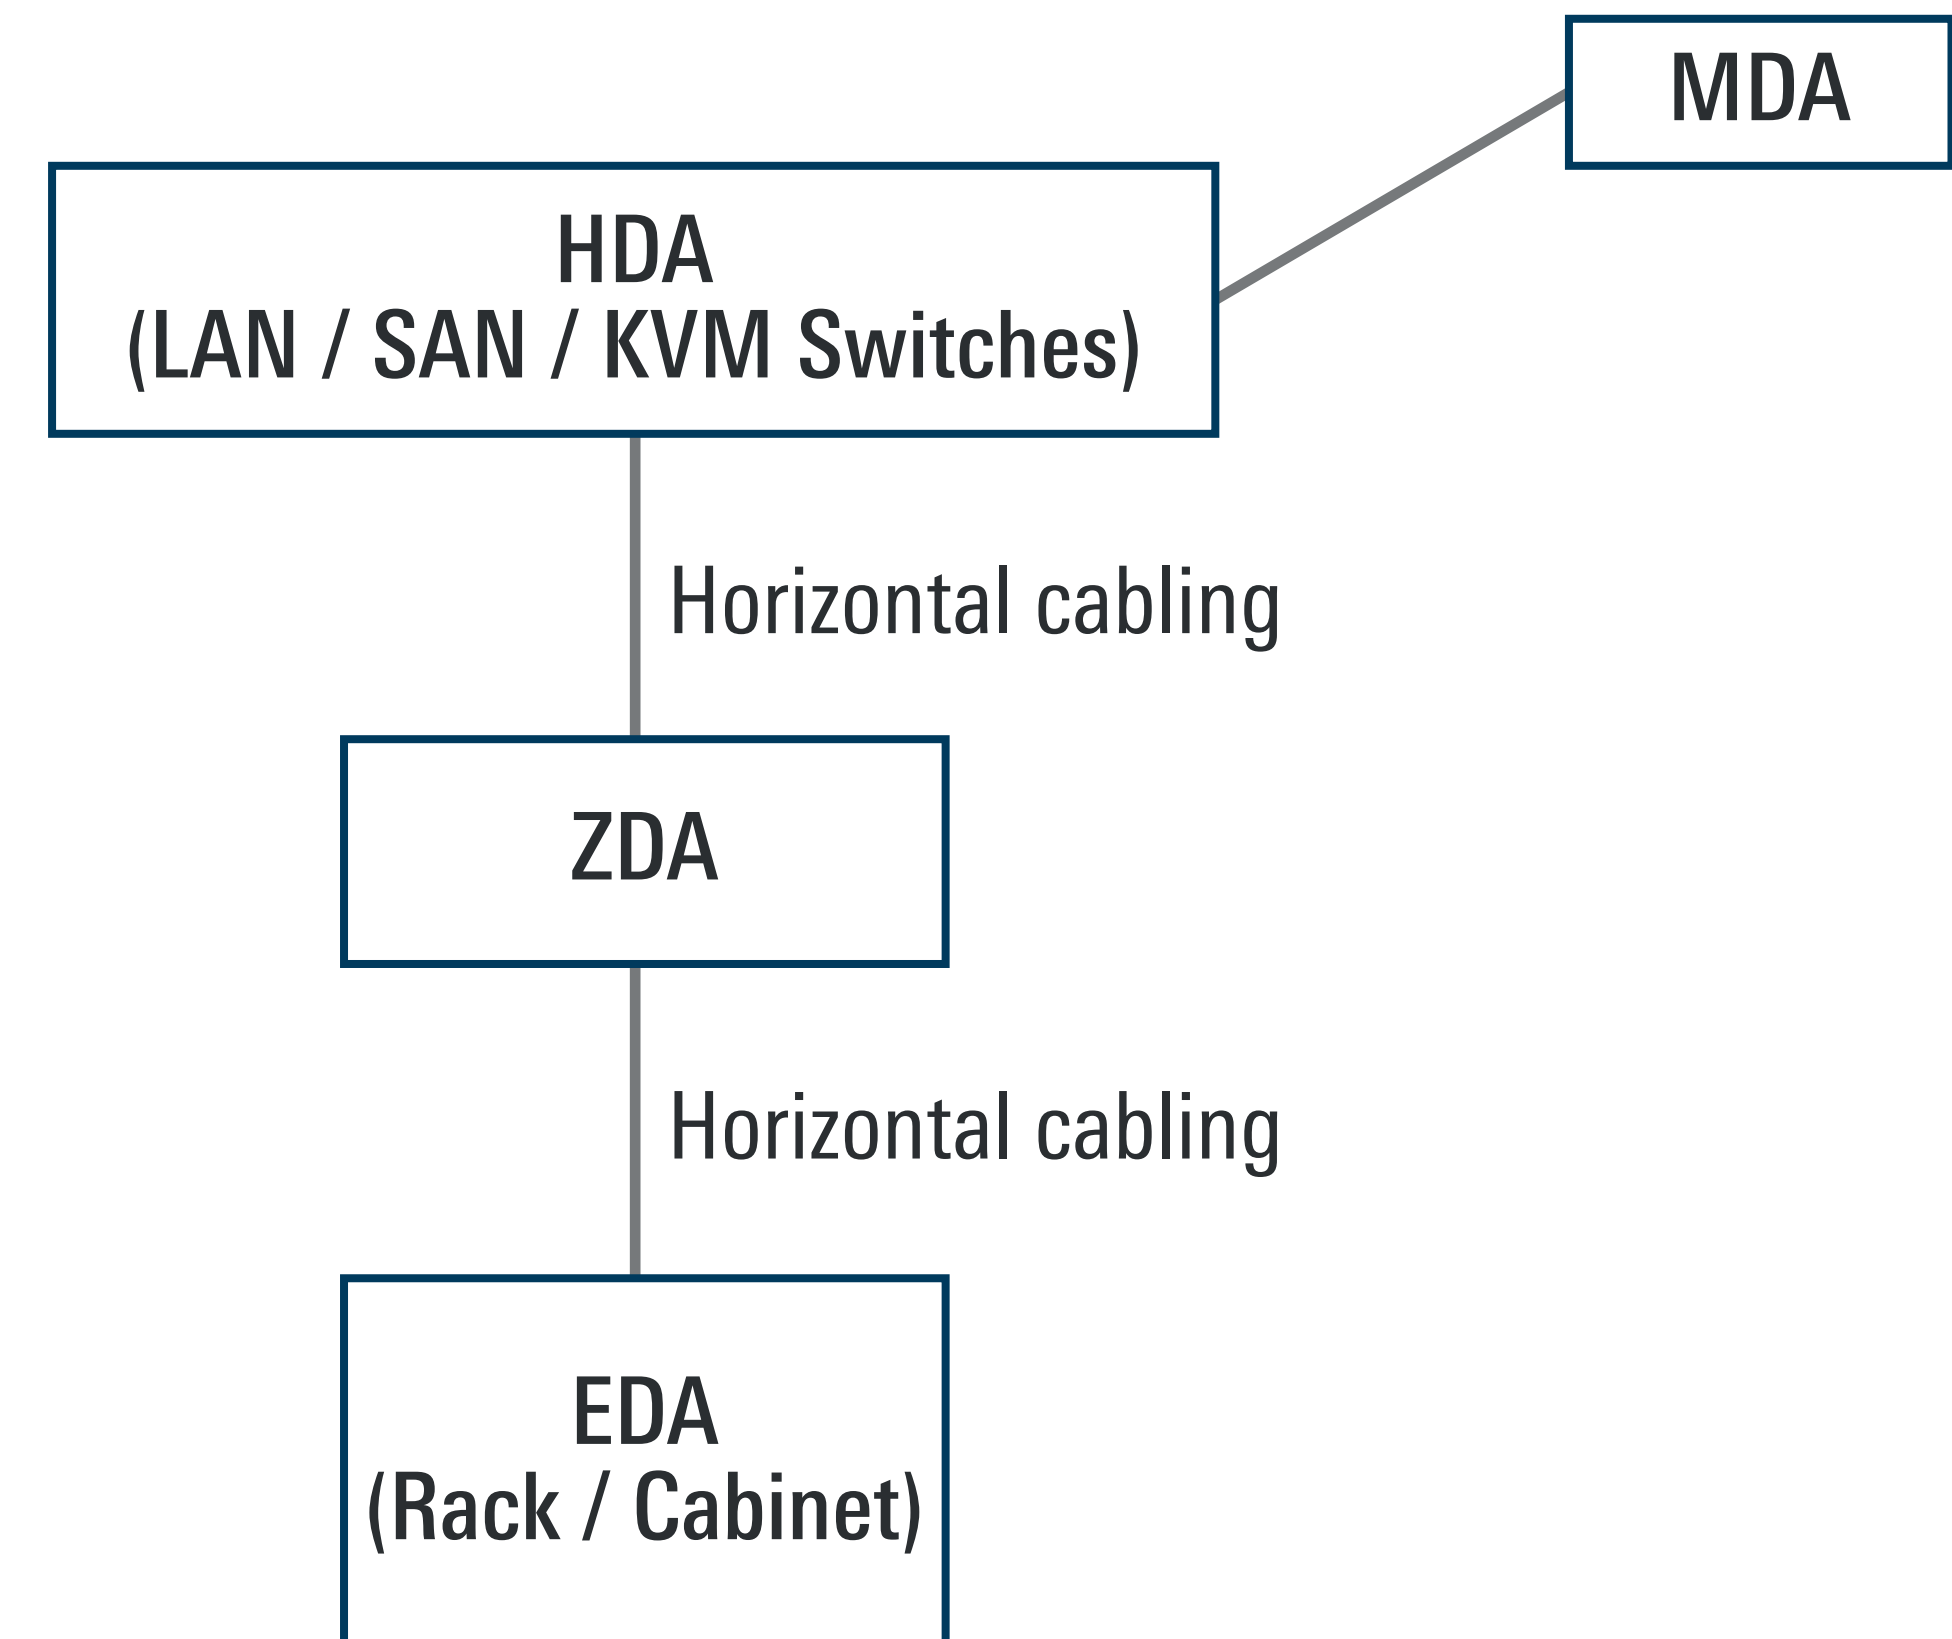 MDA
HDA
(LAN / SAN / KVM Switches)
Horizontal cabling
ZDA
Horizontal cabling
EDA
(Rack / Cabinet)